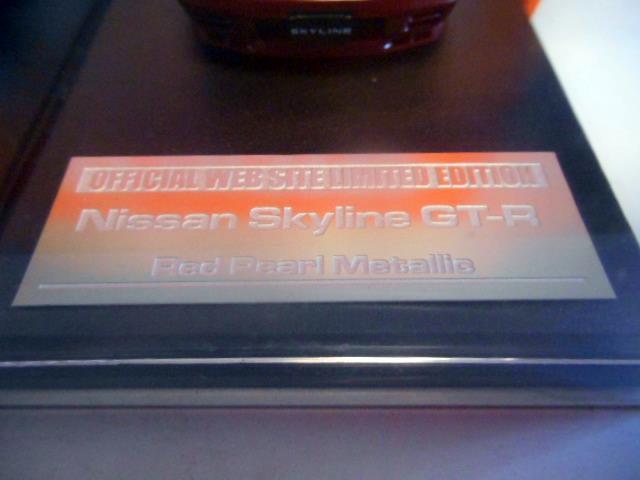 SKYLINE
OFFICIAL WEB SITE LIMITED EDITION
Nissan Skyline GT-R
Red Pearl Metallic